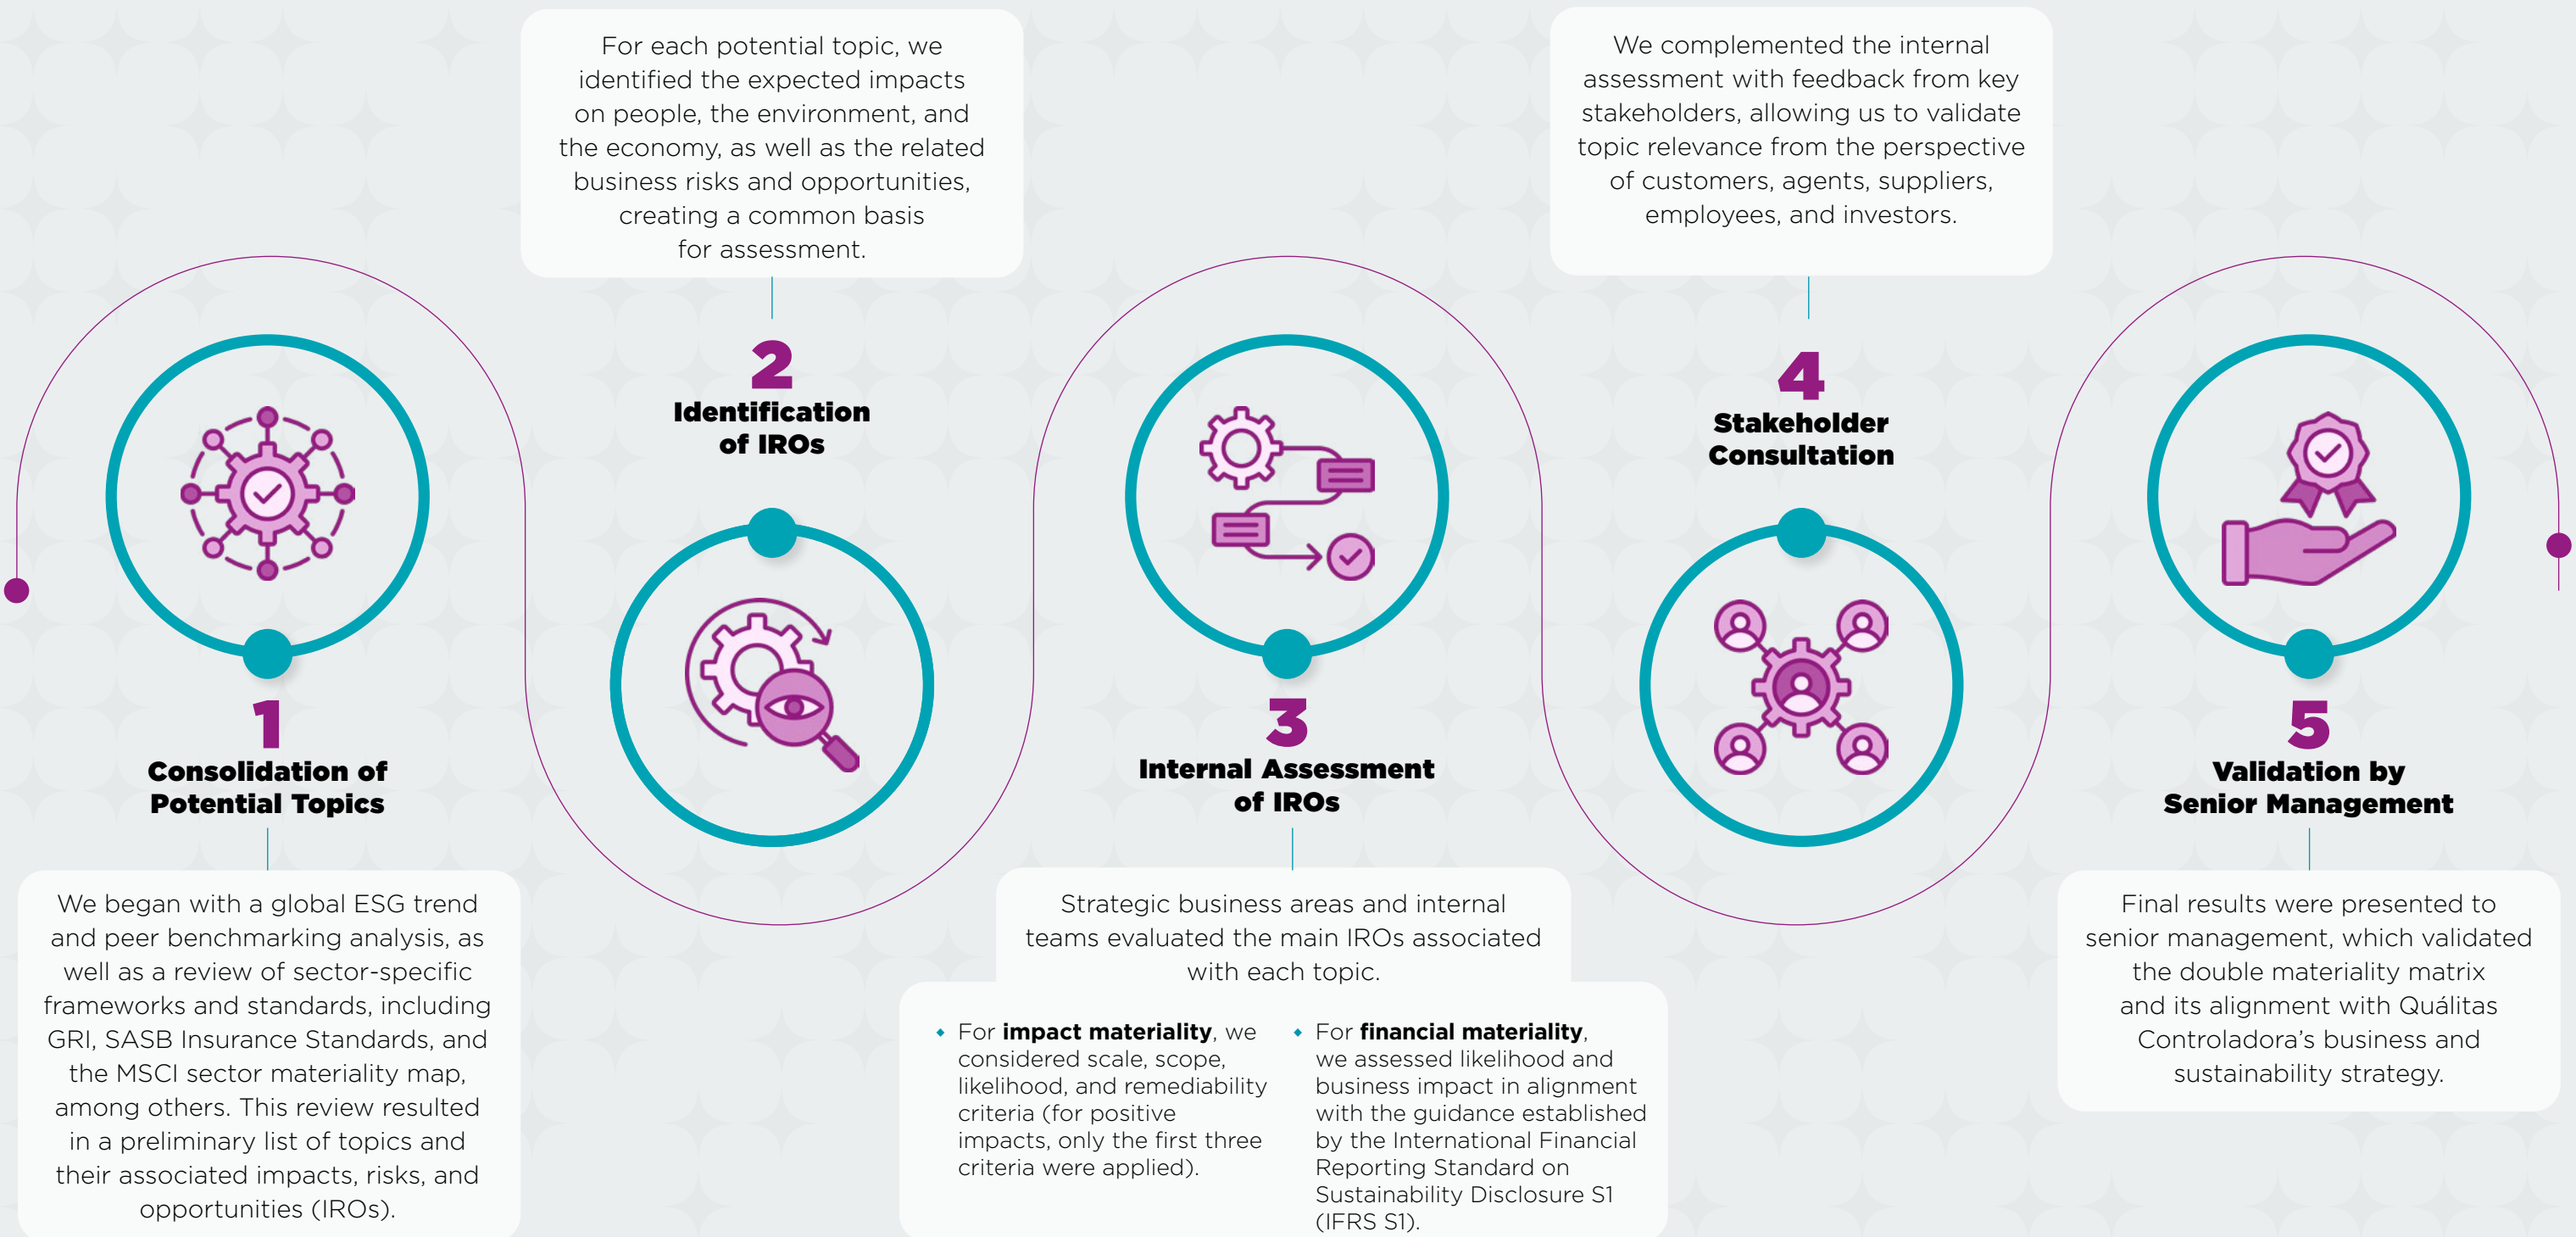 1
Consolidation of
Potential Topics
We began with a global ESG trend
and peer benchmarking analysis, as
well as a review of sector-specific
frameworks and standards, including
GRI, SASB Insurance Standards, and
the MSCI sector materiality map,
among others. This review resulted
in a preliminary list of topics and
their associated impacts, risks, and
opportunities (IROs).
For each potential topic, we
identified the expected impacts
on people, the environment, and
the economy, as well as the related
business risks and opportunities,
creating a common basis
for assessment.
2
Identification
of IROs
3
Internal Assessment
of IROs
Strategic business areas and internal
teams evaluated the main IROs associated
with each topic.
For impact materiality, we
considered scale, scope,
likelihood, and remediability
criteria (for positive
impacts, only the first three
criteria were applied).
For financial materiality,
we assessed likelihood and
business impact in alignment
with the guidance established
by the International Financial
Reporting Standard on
Sustainability Disclosure S1
(IFRS S1).
We complemented the internal
assessment with feedback from key
stakeholders, allowing us to validate
topic relevance from the perspective
of customers, agents, suppliers,
employees, and investors.
4
Stakeholder
Consultation
5
Validation by
Senior Management
Final results were presented to
senior management, which validated
the double materiality matrix
and its alignment with Quálitas
Controladora's business and
sustainability strategy.